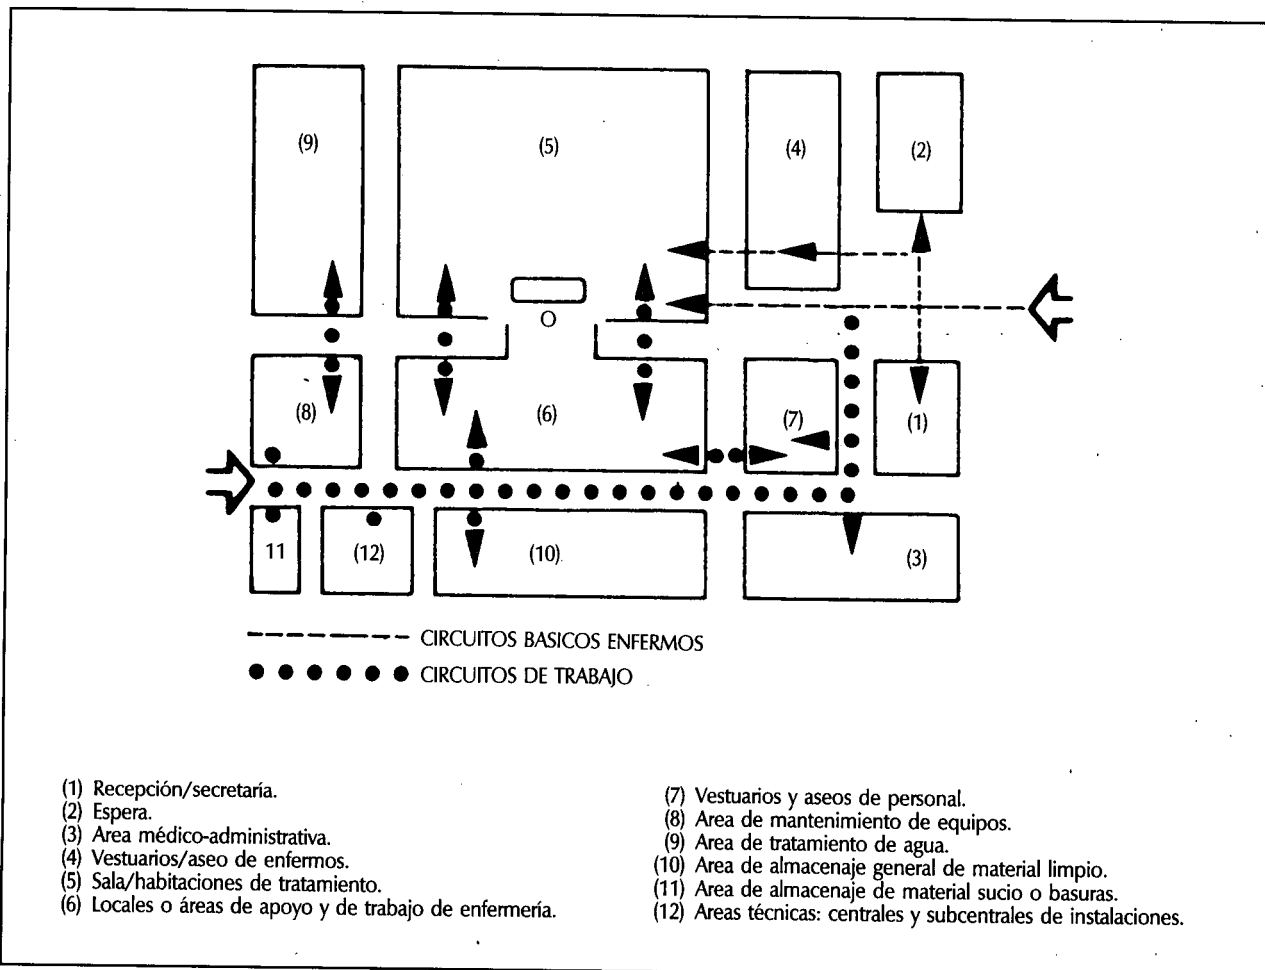 (9)
(5)
(4)
(2)
O
(8)
(6)
(7)
(1)
11
(12)
(10)
(3)
CIRCUITOS BASICOS ENFERMOS
CIRCUITOS DE TRABAJO
(1) Recepción/secretaría.
(2) Espera.
(3) Area médico-administrativa.
(4) Vestuarios/aseo de enfermos.
(5) Sala/habitaciones de tratamiento.
(6) Locales o áreas de apoyo y de trabajo de enfermería.
(7) Vestuarios y aseos de personal.
(8) Area de mantenimiento de equipos.
(9) Area de tratamiento de agua.
(10) Area de almacenaje general de material limpio.
(11) Area de almacenaje de material sucio o basuras.
(12) Areas técnicas: centrales y subcentrales de instalaciones.